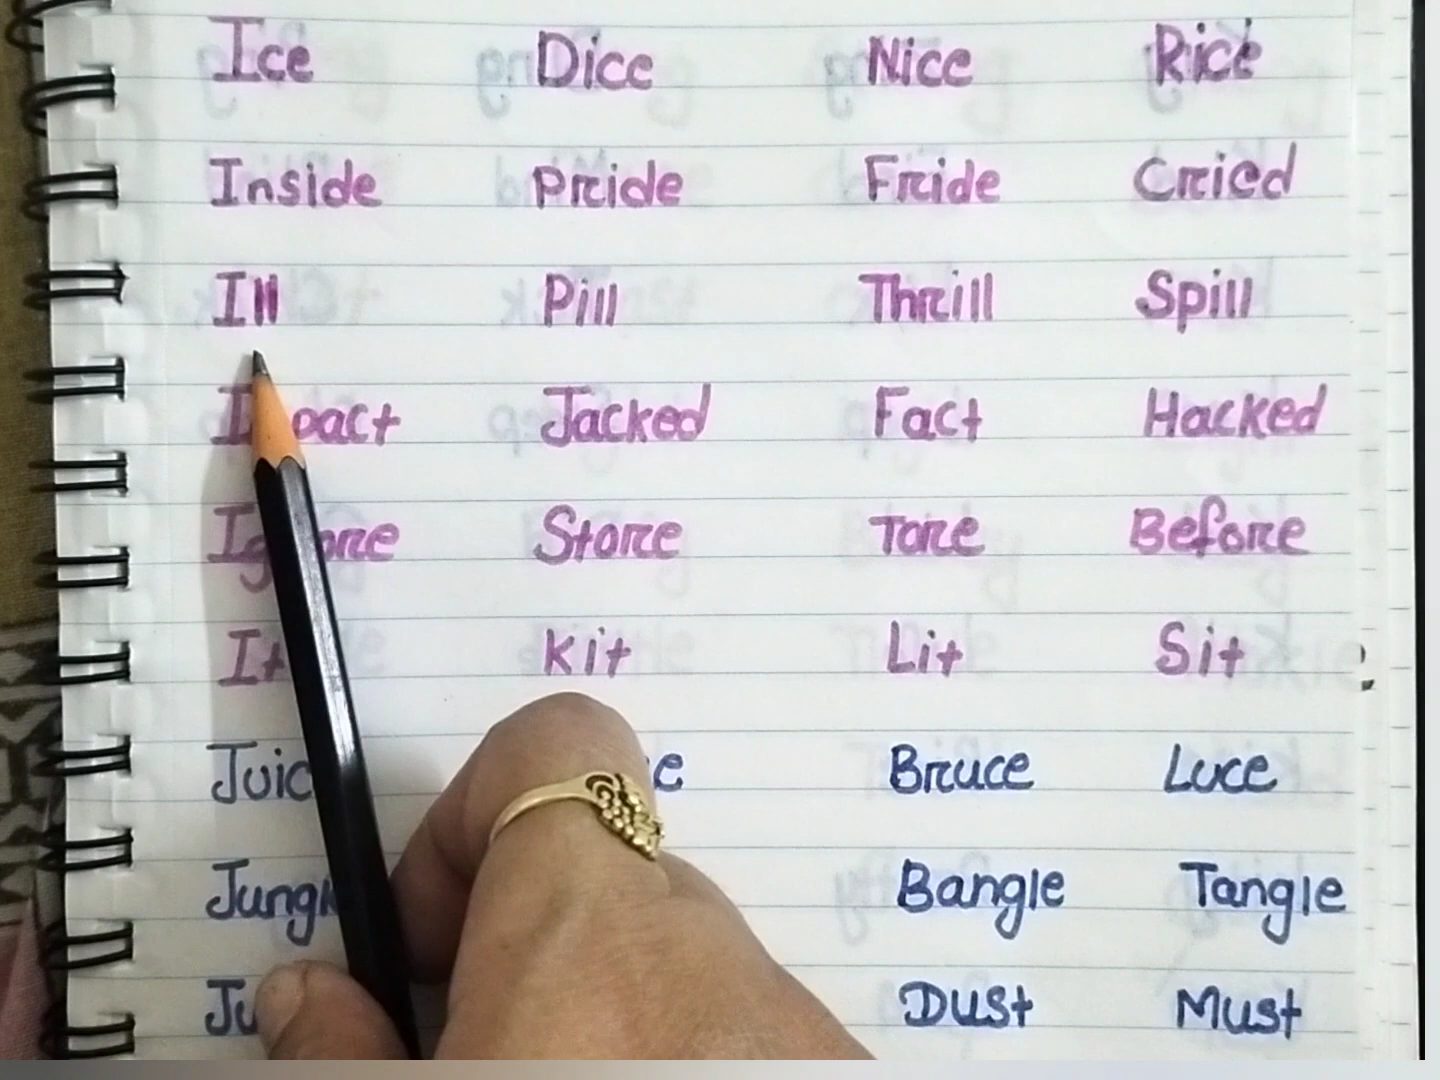 Ice Dice Nice Rice
Inside Pride Fride Cried
Ill Pill Thrill Spill
Jacked Fact Hacked
Store Tore Before
It Kit Lit Sit
Bruce Luce
Bangle Tangle
Dust Must